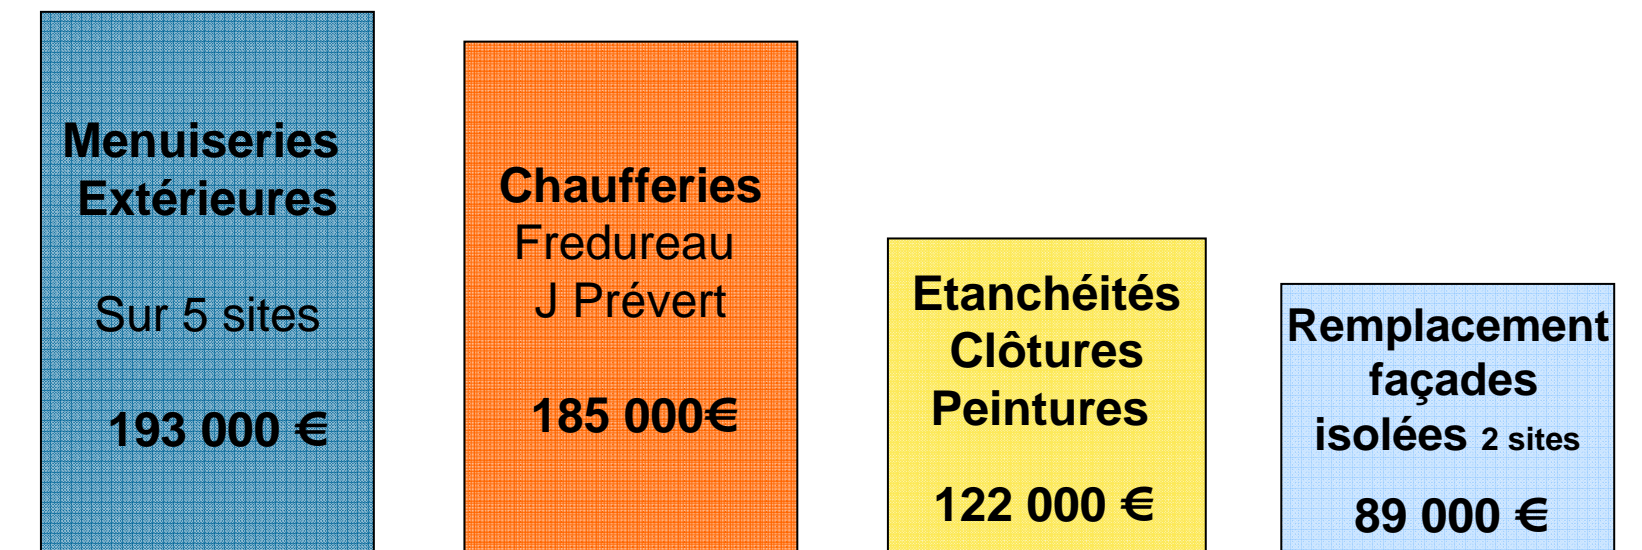 Menuiseries
Extérieures
Sur 5 sites
193 000 €
Chaufferies
Fredureau
J Prévert
185 000€
Etanchéités
Clôtures
Peintures
122 000 €
Remplacement
façades
isolées 2 sites
89 000 €